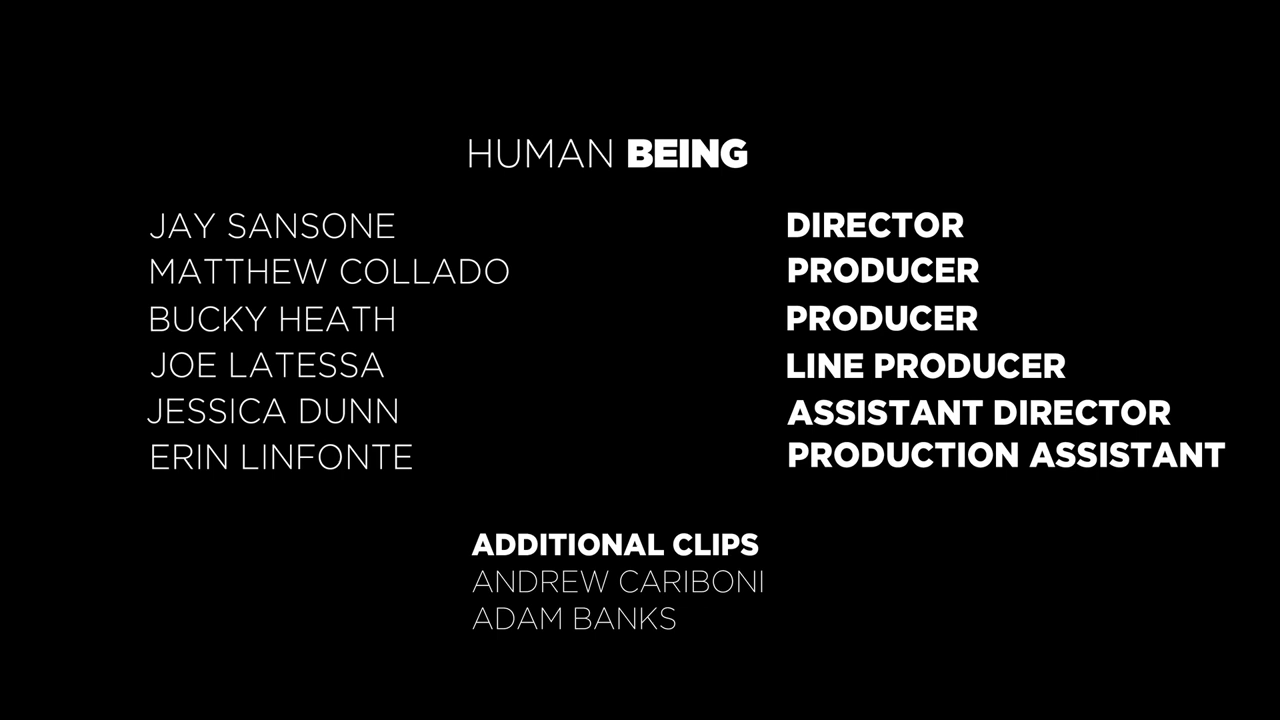 HUMAN BEING
JAY SANSONE DIRECTOR
MATTHEW COLLADO PRODUCER
BUCKY HEATH PRODUCER
JOE LATESSA LINE PRODUCER
JESSICA DUNN ASSISTANT DIRECTOR
ERIN LINFONTE PRODUCTION ASSISTANT
ADDITIONAL CLIPS
ANDREW CARIBONI
ADAM BANKS